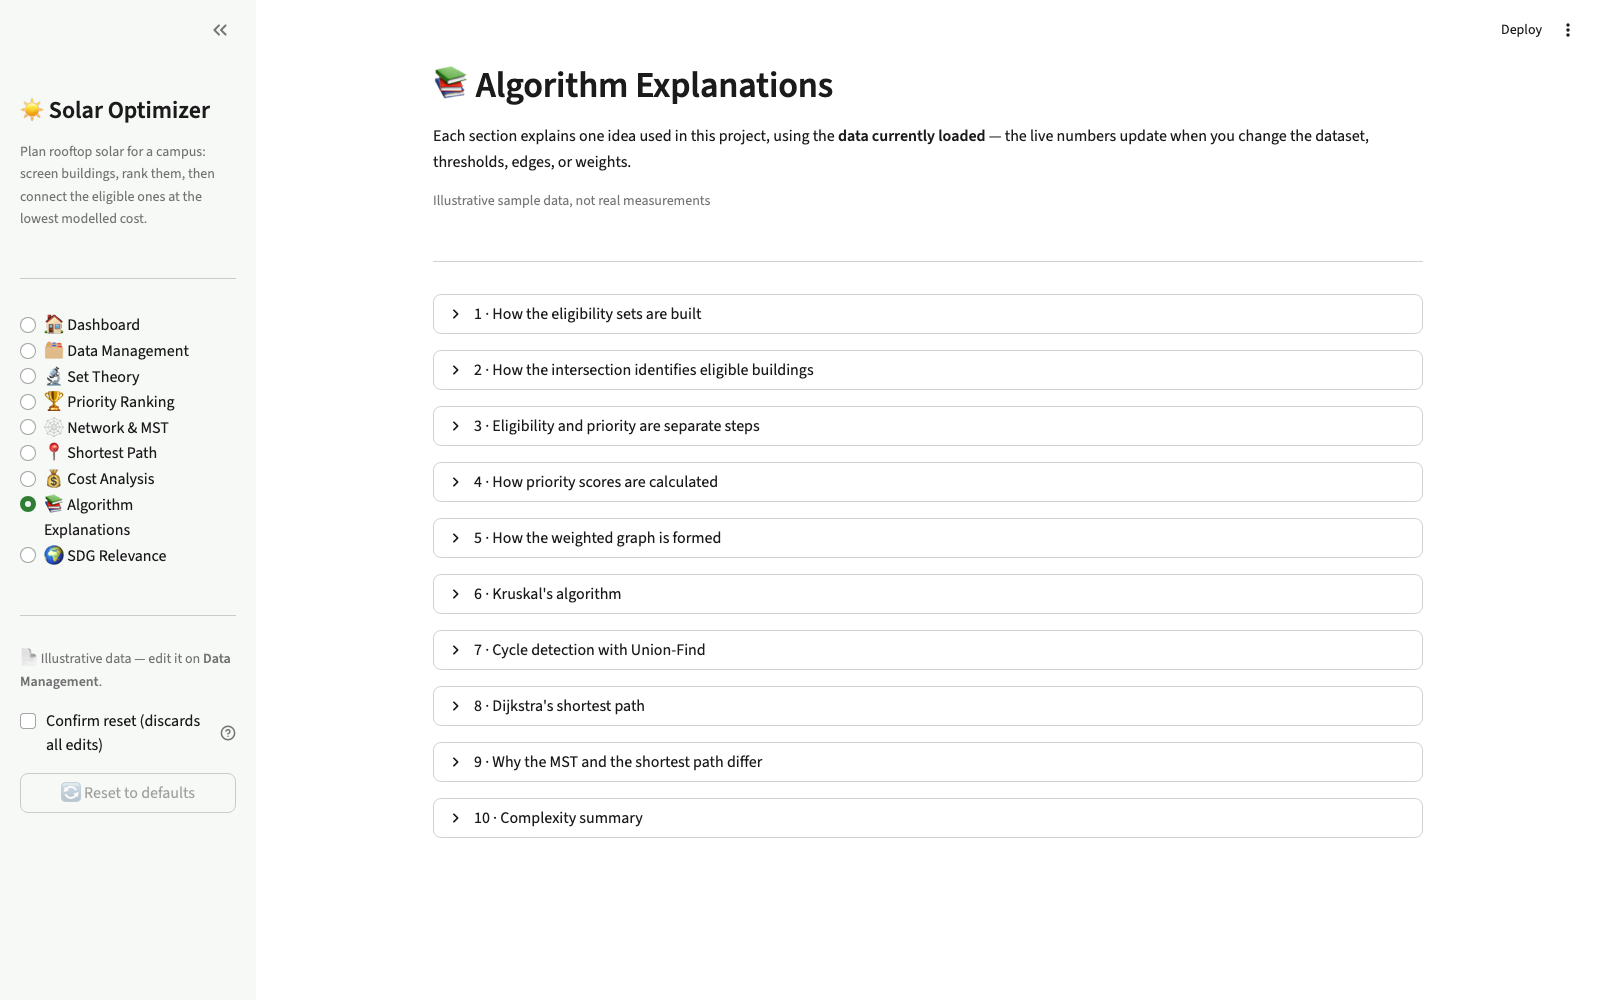 Deploy
☀️ Solar Optimizer
Plan rooftop solar for a campus:
screen buildings, rank them, then
connect the eligible ones at the
lowest modelled cost.
Dashboard
Data Management
Set Theory
Priority Ranking
Network & MST
Shortest Path
Cost Analysis
Algorithm
Explanations
SDG Relevance
Illustrative data — edit it on Data
Management.
Confirm reset (discards
all edits)
Reset to defaults
Algorithm Explanations
Each section explains one idea used in this project, using the data currently loaded — the live numbers update when you change the dataset,
thresholds, edges, or weights.
Illustrative sample data, not real measurements
1 · How the eligibility sets are built
2 · How the intersection identifies eligible buildings
3 · Eligibility and priority are separate steps
4 · How priority scores are calculated
5 · How the weighted graph is formed
6 · Kruskal's algorithm
7 · Cycle detection with Union-Find
8 · Dijkstra's shortest path
9 · Why the MST and the shortest path differ
10 · Complexity summary